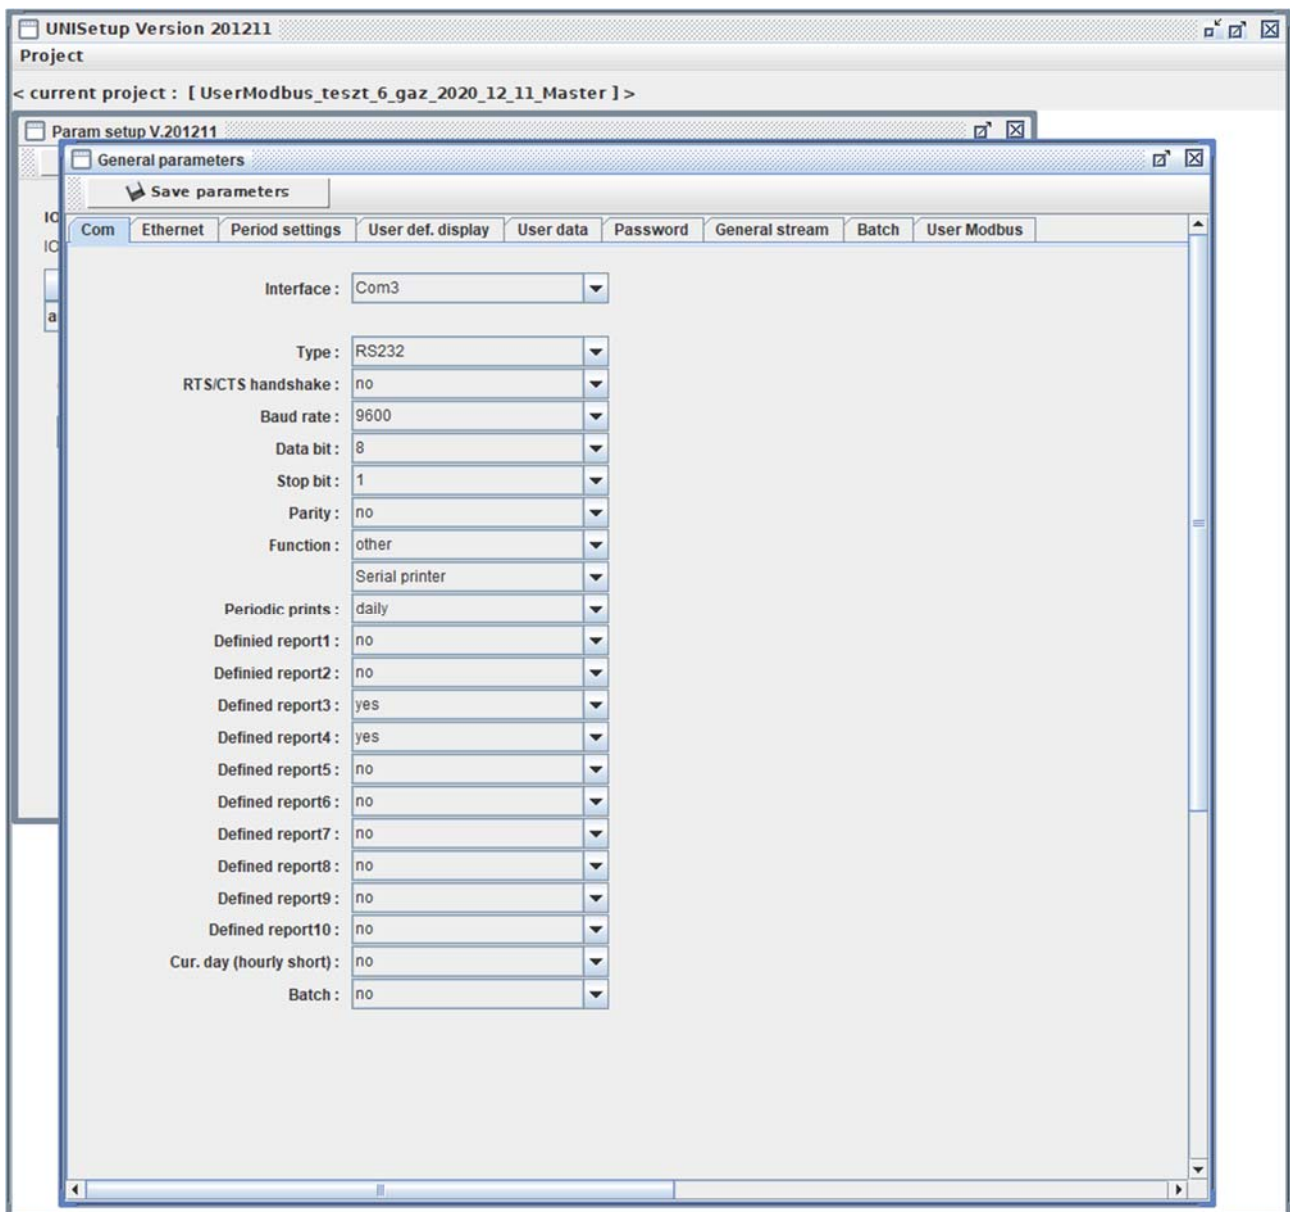 UNISetup Version 201211
Project
< current project : [ UserModbus_teszt_6_gaz_2020_12_11_Master ] >
Param setup V.201211
General parameters
Save parameters
Com Ethernet Period settings User def. display User data Password General stream Batch User Modbus
Interface : Com3
Type : RS232
RTS/CTS handshake : no
Baud rate : 9600
Data bit : 8
Stop bit : 1
Parity : no
Function : other
Serial printer
Periodic prints : daily
Definied report1 : no
Definied report2 : no
Defined report3 : yes
Defined report4 : yes
Defined report5 : no
Defined report6 : no
Defined report7 : no
Defined report8 : no
Defined report9 : no
Defined report10 : no
Cur. day (hourly short) : no
Batch : no